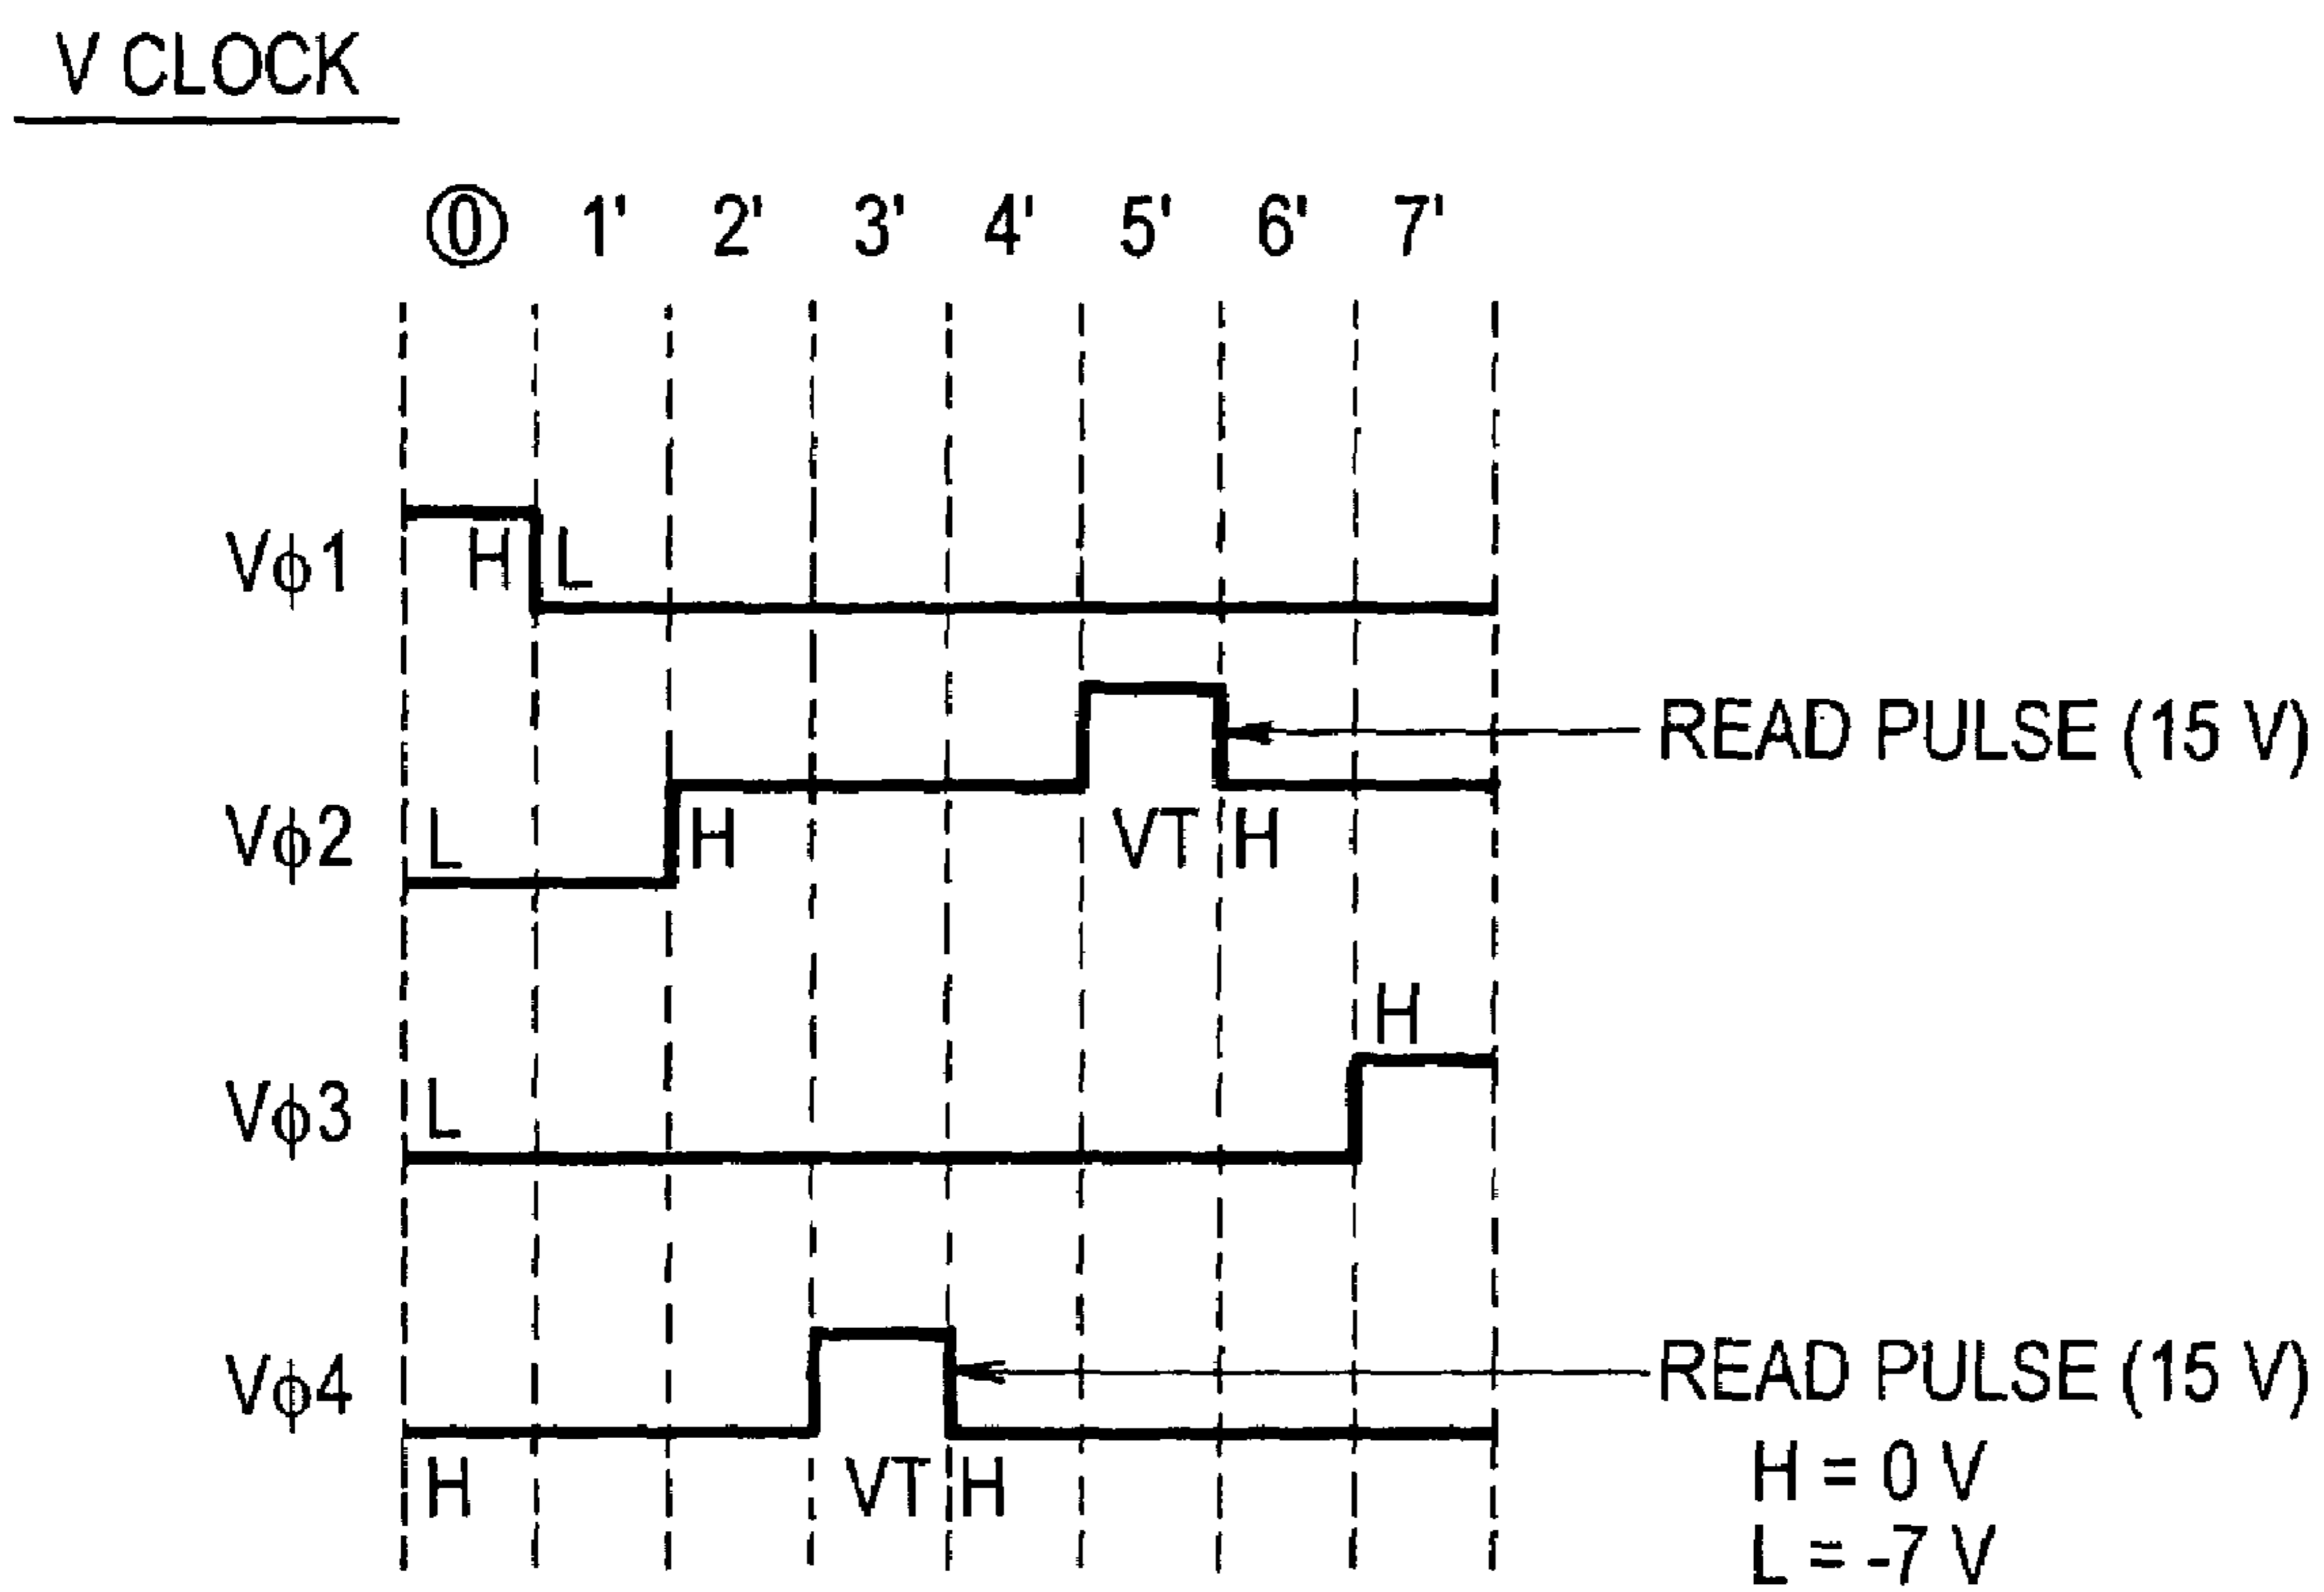 V CLOCK
⓪ 1' 2' 3' 4' 5' 6' 7'
Vϕ1 H L
READ PULSE (15 V)
Vϕ2 L H VT H
H
Vϕ3 L
Vϕ4 READ PULSE (15 V)
H VT H
H = 0 V
L = -7 V